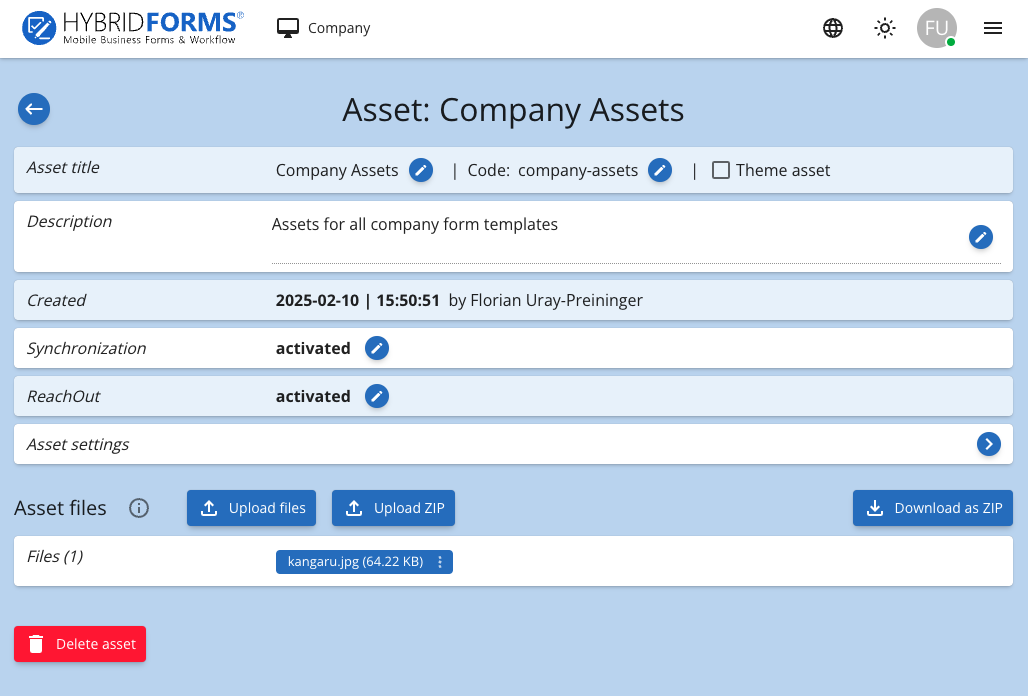 HYBRIDFORMS®
Mobile Business Forms & Workflow
Company
FU
Asset: Company Assets
Asset title
Company Assets | Code: company-assets | Theme asset
Description
Assets for all company form templates
Created
2025-02-10 | 15:50:51 by Florian Uray-Preininger
Synchronization
activated
ReachOut
activated
Asset settings
Asset files
Upload files
Upload ZIP
Download as ZIP
Files (1)
kangaru.jpg (64.22 KB)
Delete asset